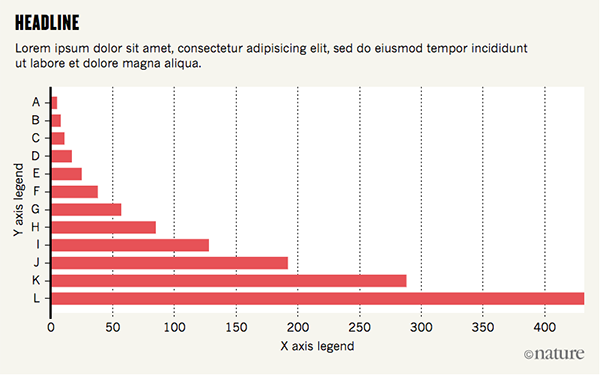 HEADLINE
Lorem ipsum dolor sit amet, consectetur adipisicing elit, sed do eiusmod tempor incididunt
ut labore et dolore magna aliqua.
Y axis legend
A
B
C
D
E
F
G
H
I
J
K
L
0 50 100 150 200 250 300 350 400
X axis legend
©nature